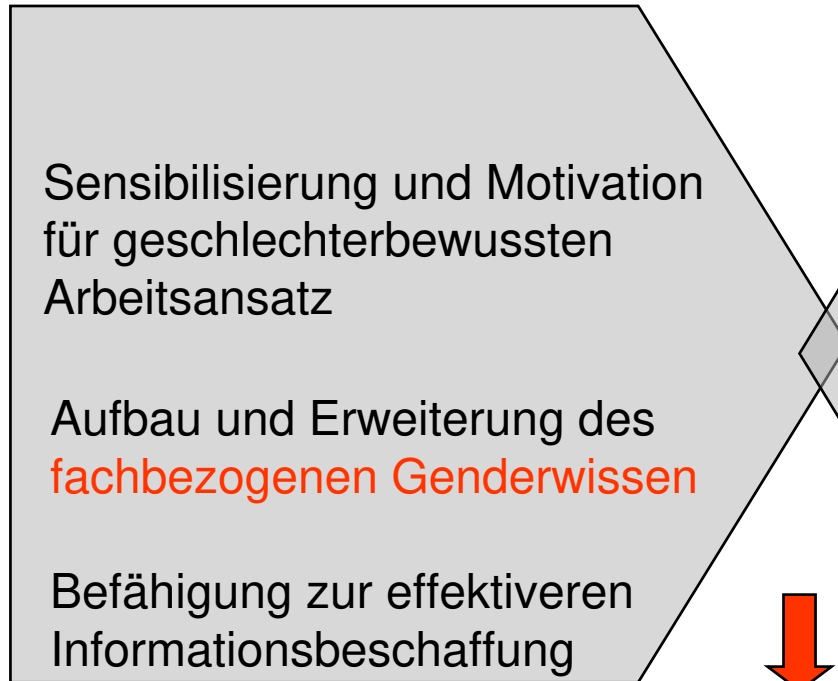 Sensibilisierung und Motivation
für geschlechterbewussten
Arbeitsansatz
Aufbau und Erweiterung des
fachbezogenen Genderwissen
Befähigung zur effektiveren
Informationsbeschaffung